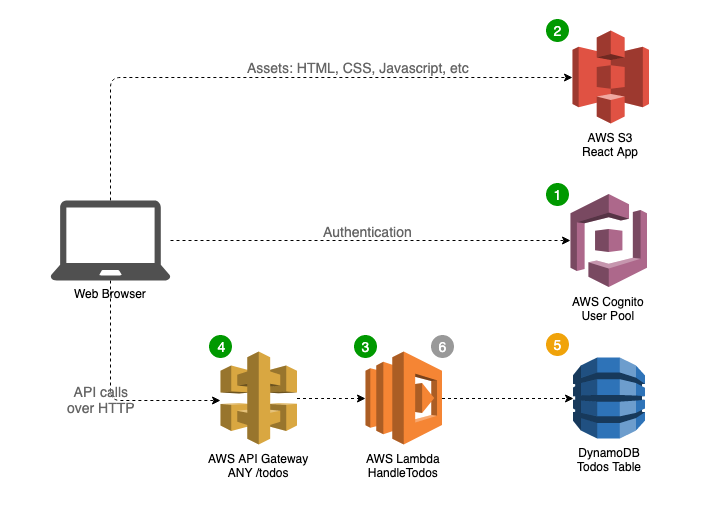 2
Assets: HTML, CSS, Javascript, etc
AWS S3
React App
1
Authentication
Web Browser
AWS Cognito
User Pool
4
3
6
5
API calls
over HTTP
AWS API Gateway
ANY /todos
AWS Lambda
HandleTodos
DynamoDB
Todos Table